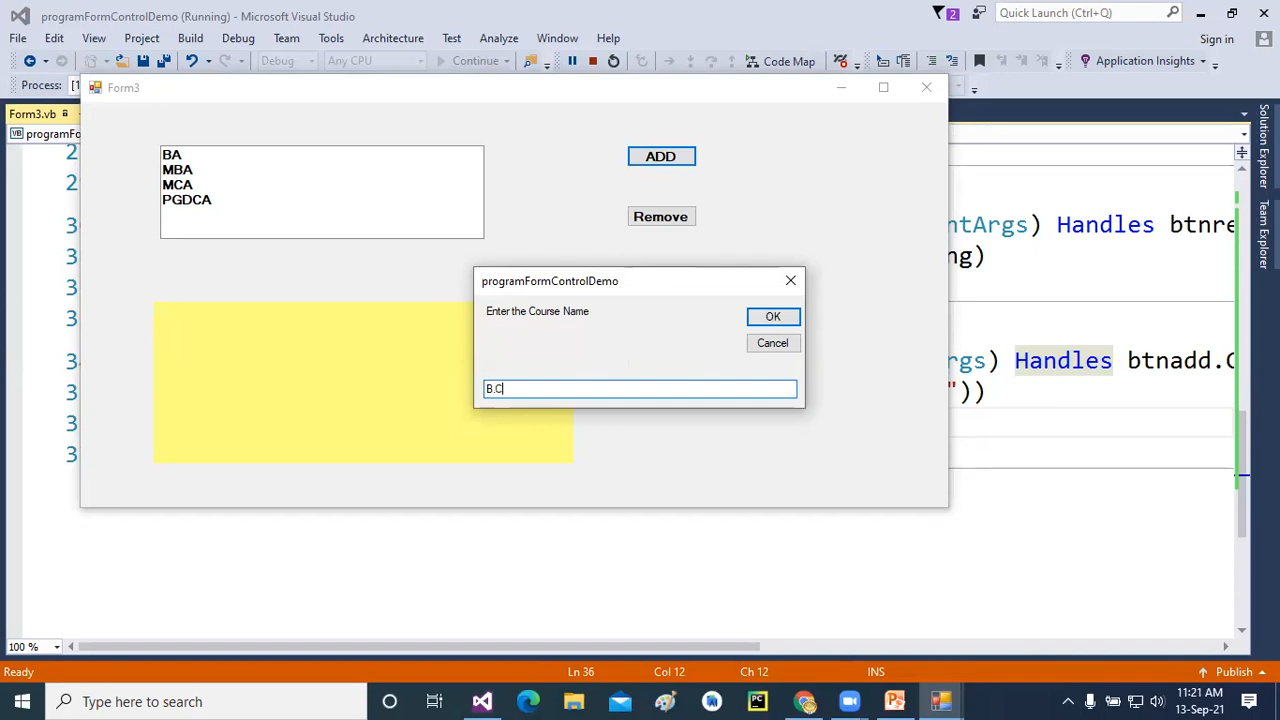 programFormControlDemo (Running) - Microsoft Visual Studio
2
Quick Launch (Ctrl+Q)
File Edit View Project Build Debug Team Tools Architecture Test Analyze Window Help
Sign in
Debug Any CPU Continue Code Map Application Insights
Process: [1
Form3
Form3.vb
programFo
BA
MBA
MCA
PGDCA
ADD
Remove
ntArgs) Handles btnre
ng)
programFormControlDemo
Enter the Course Name
OK
Cancel
B.C
rgs) Handles btnadd.C
"))
Solution Explorer
Team Explorer
100 %
Ready Ln 36 Col 12 Ch 12 INS Publish
Type here to search
11:21 AM
13-Sep-21